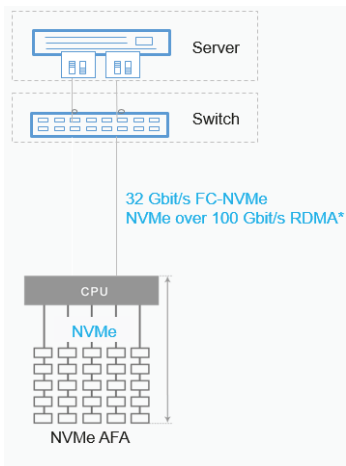 Server
Switch
32 Gbit/s FC-NVMe
NVMe over 100 Gbit/s RDMA*
CPU
NVMe
NVMe AFA